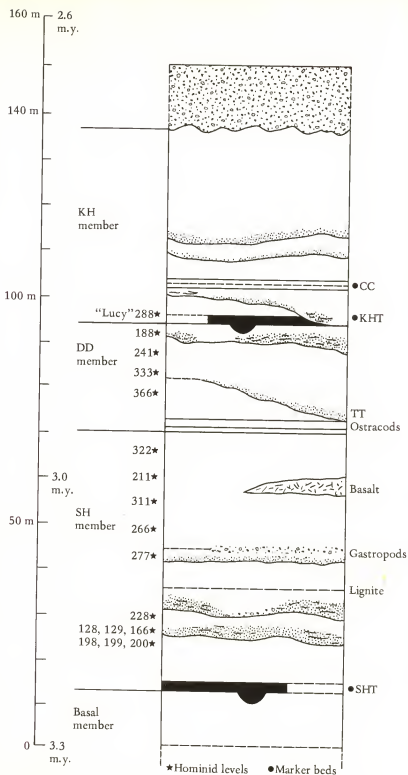 160 m
2.6
m.y.
140 m
KH
member
CC
100 m
"Lucy" 288★
●KHT
188★
DD
member
241★
333★
366★
TT
Ostracods
322★
3.0
m.y.
211★
Basalt
311★
50 m
SH
member
266★
277★
Gastropods
Lignite
228★
128, 129, 166★
198, 199, 200★
●SHT
Basal
member
0
3.3
m.y.
★Hominid levels ●Marker beds